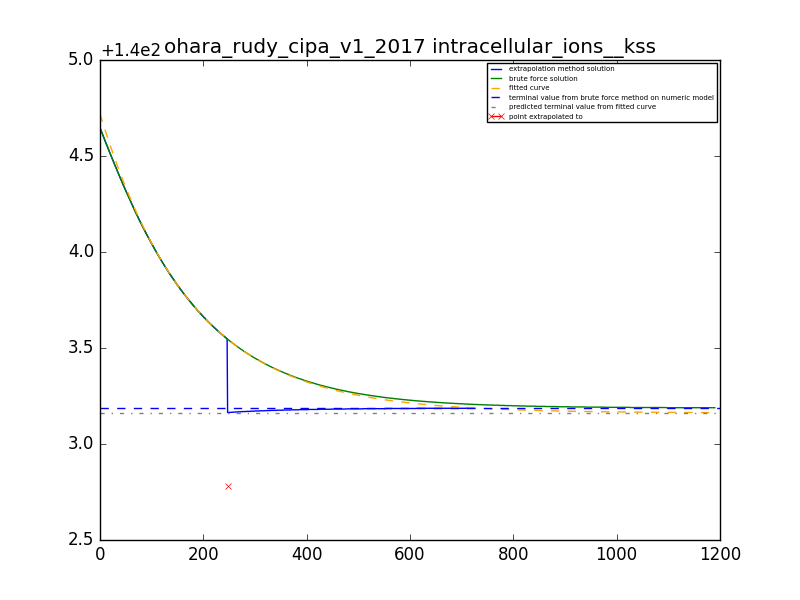 +1.4e2 ohara_rudy_cipa_v1_2017 intracellular_ions__kss
extrapolation method solution
brute force solution
fitted curve
terminal value from brute force method on numeric model
predicted terminal value from fitted curve
point extrapolated to
5.0
4.5
4.0
3.5
3.0
2.5
0 200 400 600 800 1000 1200